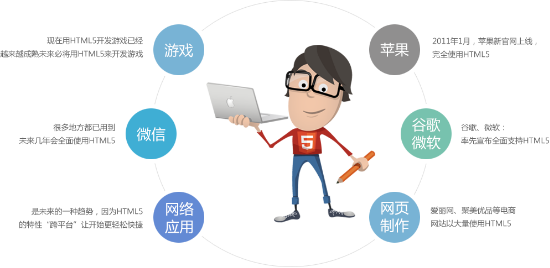 现在用HTML5开发游戏已经
越来越成熟未来必将用HTML5来开发游戏
游戏
苹果
2011年1月，苹果新官网上线，
完全使用HTML5
很多地方都已用到
未来几年会全面使用HTML5
微信
谷歌
微软
谷歌、微软：
率先宣布全面支持HTML5
是未来的一种趋势，因为HTML5
的特性“跨平台”让开始更轻松快捷
网络
应用
网页
制作
爱丽网、聚美优品等电商
网站以大量使用HTML5
5